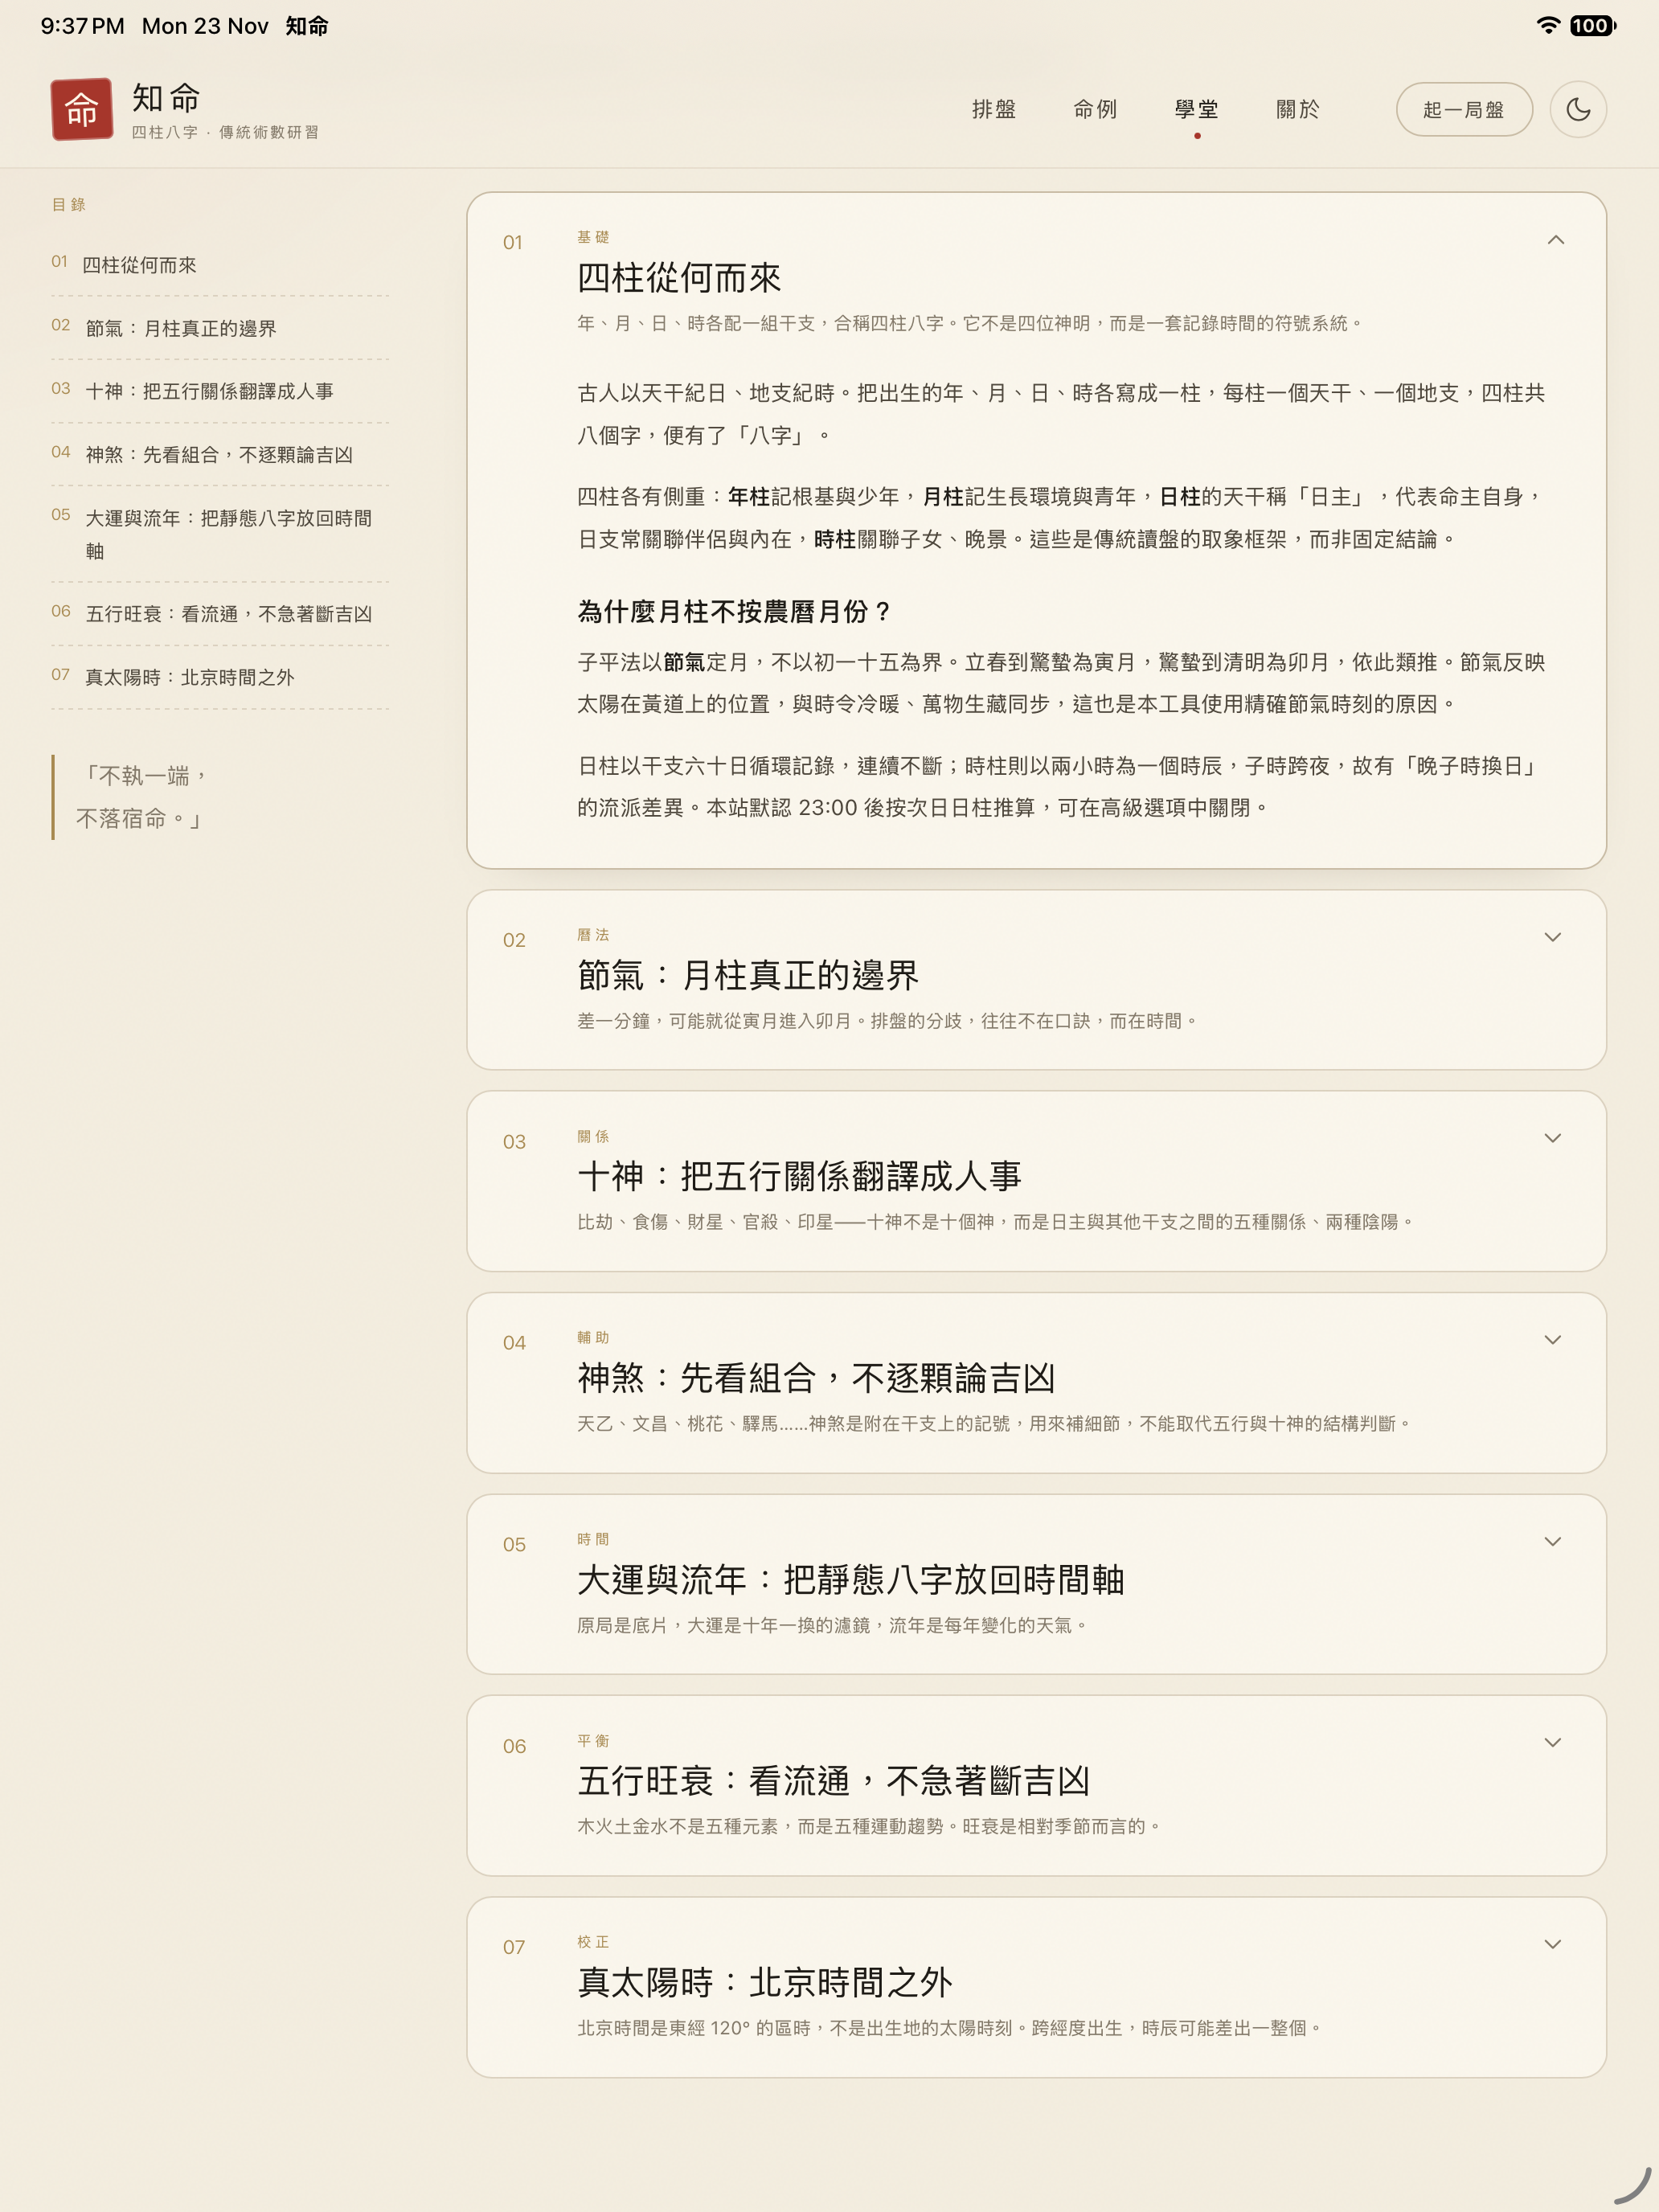 9:37 PM Mon 23 Nov 知命
100
命
知命
四柱八字 · 傳統術數研習
排盤
命例
學堂
關於
起一局盤
目錄
01 四柱從何而來
02 節氣：月柱真正的邊界
03 十神：把五行關係翻譯成人事
04 神煞：先看組合，不逐顆論吉凶
05 大運與流年：把靜態八字放回時間
軸
06 五行旺衰：看流通，不急著斷吉凶
07 真太陽時：北京時間之外
「不執一端，
不落宿命。」
01
基礎
四柱從何而來
年、月、日、時各配一組干支，合稱四柱八字。它不是四位神明，而是一套記錄時間的符號系統。
古人以天干紀日、地支紀時。把出生的年、月、日、時各寫成一柱，每柱一個天干、一個地支，四柱共
八個字，便有了「八字」。
四柱各有側重：年柱記根基與少年，月柱記生長環境與青年，日柱的天干稱「日主」，代表命主自身，
日支常關聯伴侶與內在，時柱關聯子女、晚景。這些是傳統讀盤的取象框架，而非固定結論。
為什麼月柱不按農曆月份？
子平法以節氣定月，不以初一十五為界。立春到驚蟄為寅月，驚蟄到清明為卯月，依此類推。節氣反映
太陽在黃道上的位置，與時令冷暖、萬物生藏同步，這也是本工具使用精確節氣時刻的原因。
日柱以干支六十日循環記錄，連續不斷；時柱則以兩小時為一個時辰，子時跨夜，故有「晚子時換日」
的流派差異。本站默認 23:00 後按次日日柱推算，可在高級選項中關閉。
02
曆法
節氣：月柱真正的邊界
差一分鐘，可能就從寅月進入卯月。排盤的分歧，往往不在口訣，而在時間。
03
關係
十神：把五行關係翻譯成人事
比劫、食傷、財星、官殺、印星——十神不是十個神，而是日主與其他干支之間的五種關係、兩種陰陽。
04
輔助
神煞：先看組合，不逐顆論吉凶
天乙、文昌、桃花、驛馬……神煞是附在干支上的記號，用來補細節，不能取代五行與十神的結構判斷。
05
時間
大運與流年：把靜態八字放回時間軸
原局是底片，大運是十年一換的濾鏡，流年是每年變化的天氣。
06
平衡
五行旺衰：看流通，不急著斷吉凶
木火土金水不是五種元素，而是五種運動趨勢。旺衰是相對季節而言的。
07
校正
真太陽時：北京時間之外
北京時間是東經 120° 的區時，不是出生地的太陽時刻。跨經度出生，時辰可能差出一整個。